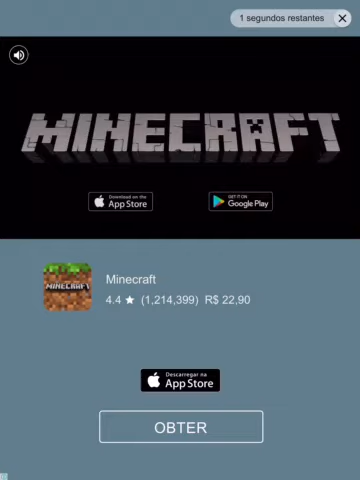 1 segundos restantes
MINECRAFT
Download on the
App Store
GET IT ON
Google Play
MINECRAFT
Minecraft
4.4 ★ (1,214,399) R$ 22,90
Descarregar na
App Store
OBTER